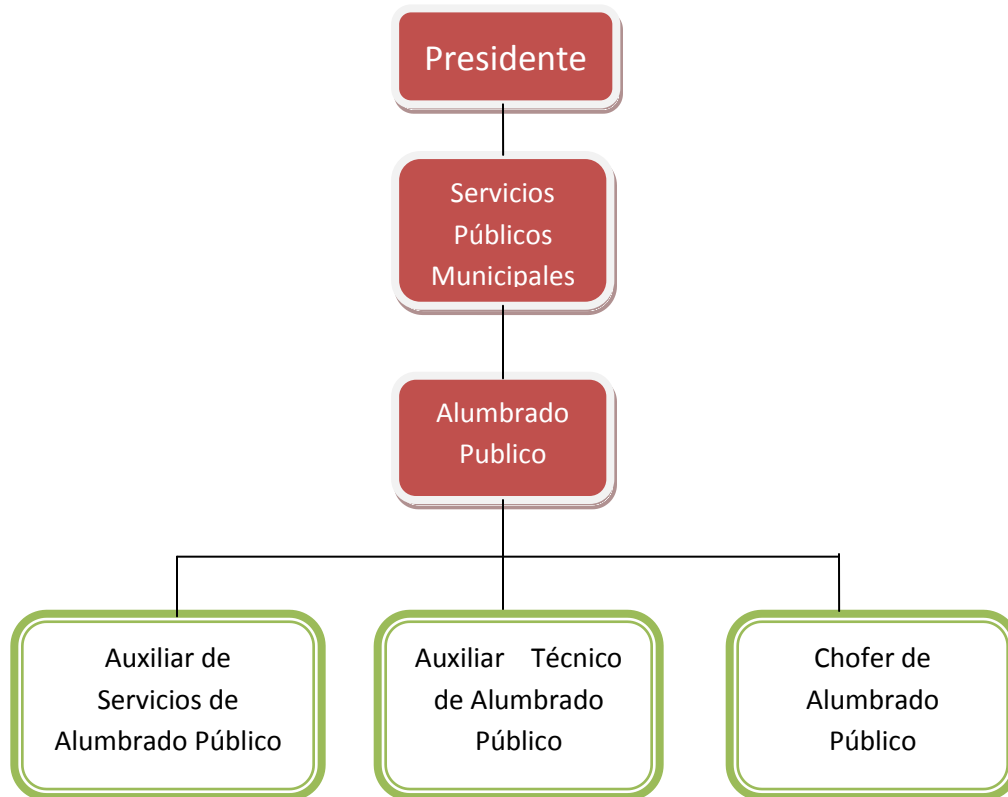 Presidente
Servicios
Públicos
Municipales
Alumbrado
Publico
Auxiliar de
Servicios de
Alumbrado Público
Auxiliar Técnico
de Alumbrado
Público
Chofer de
Alumbrado
Público